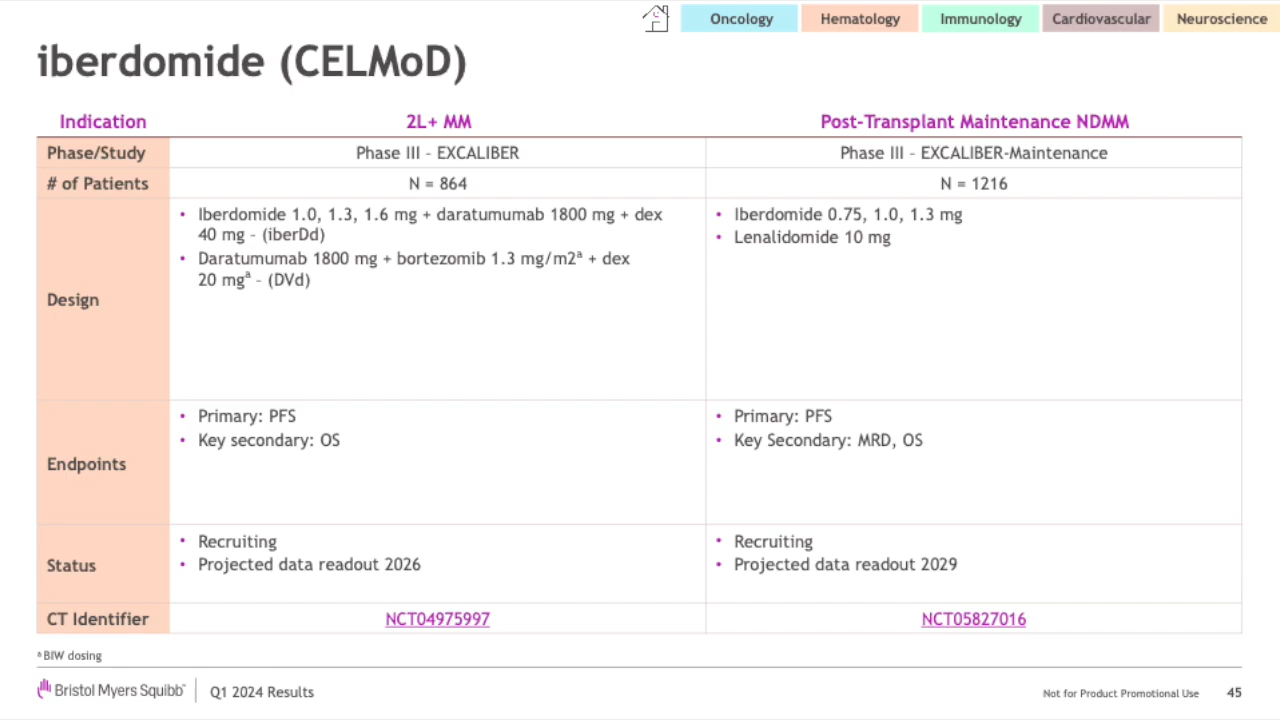 Oncology Hematology Immunology Cardiovascular Neuroscience
iberdomide (CELMoD)
Indication 2L+ MM Post-Transplant Maintenance NDMM
Phase/Study Phase III – EXCALIBER Phase III – EXCALIBER-Maintenance
# of Patients N = 864 N = 1216
Design
• Iberdomide 1.0, 1.3, 1.6 mg + daratumumab 1800 mg + dex
40 mg – (iberDd)
• Daratumumab 1800 mg + bortezomib 1.3 mg/m2ᵃ + dex
20 mgᵃ – (DVd)
• Iberdomide 0.75, 1.0, 1.3 mg
• Lenalidomide 10 mg
Endpoints
• Primary: PFS
• Key secondary: OS
• Primary: PFS
• Key Secondary: MRD, OS
Status
• Recruiting
• Projected data readout 2026
• Recruiting
• Projected data readout 2029
CT Identifier NCT04975997 NCT05827016
ᵃ BIW dosing
Bristol Myers Squibb™ Q1 2024 Results Not for Product Promotional Use 45